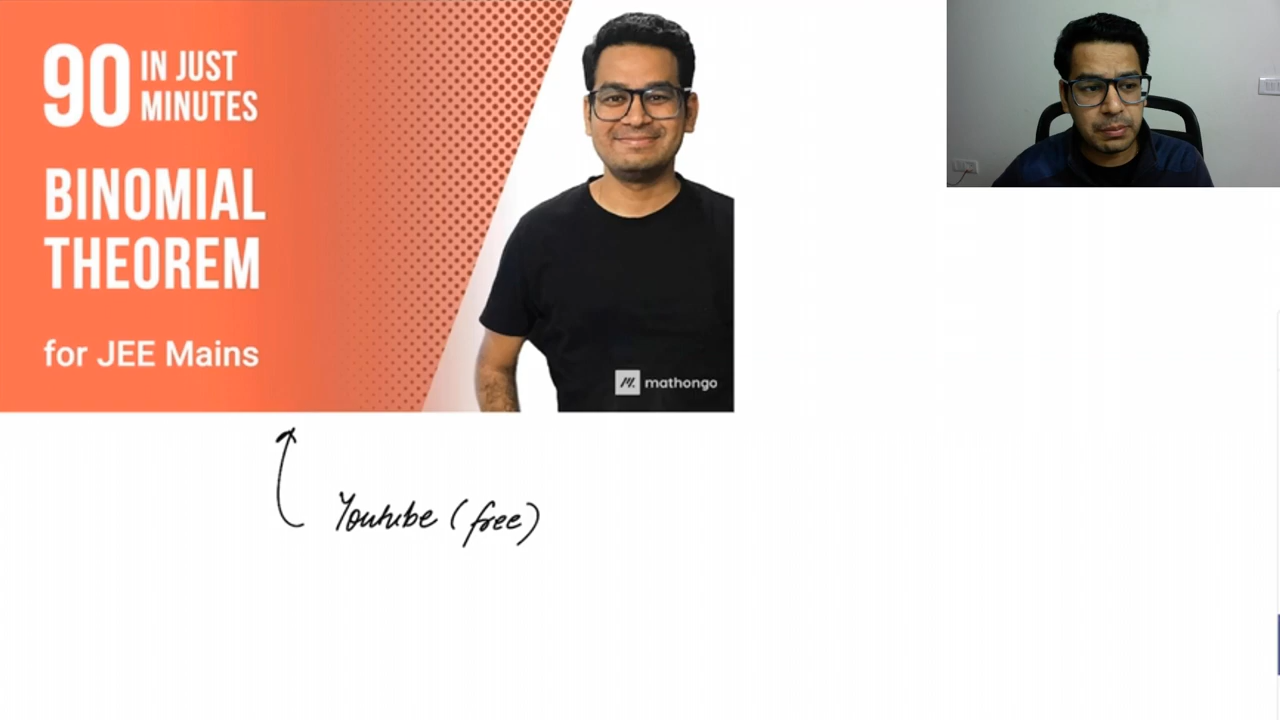 90 IN JUST
MINUTES
BINOMIAL
THEOREM
for JEE Mains
mathongo
Youtube (free)